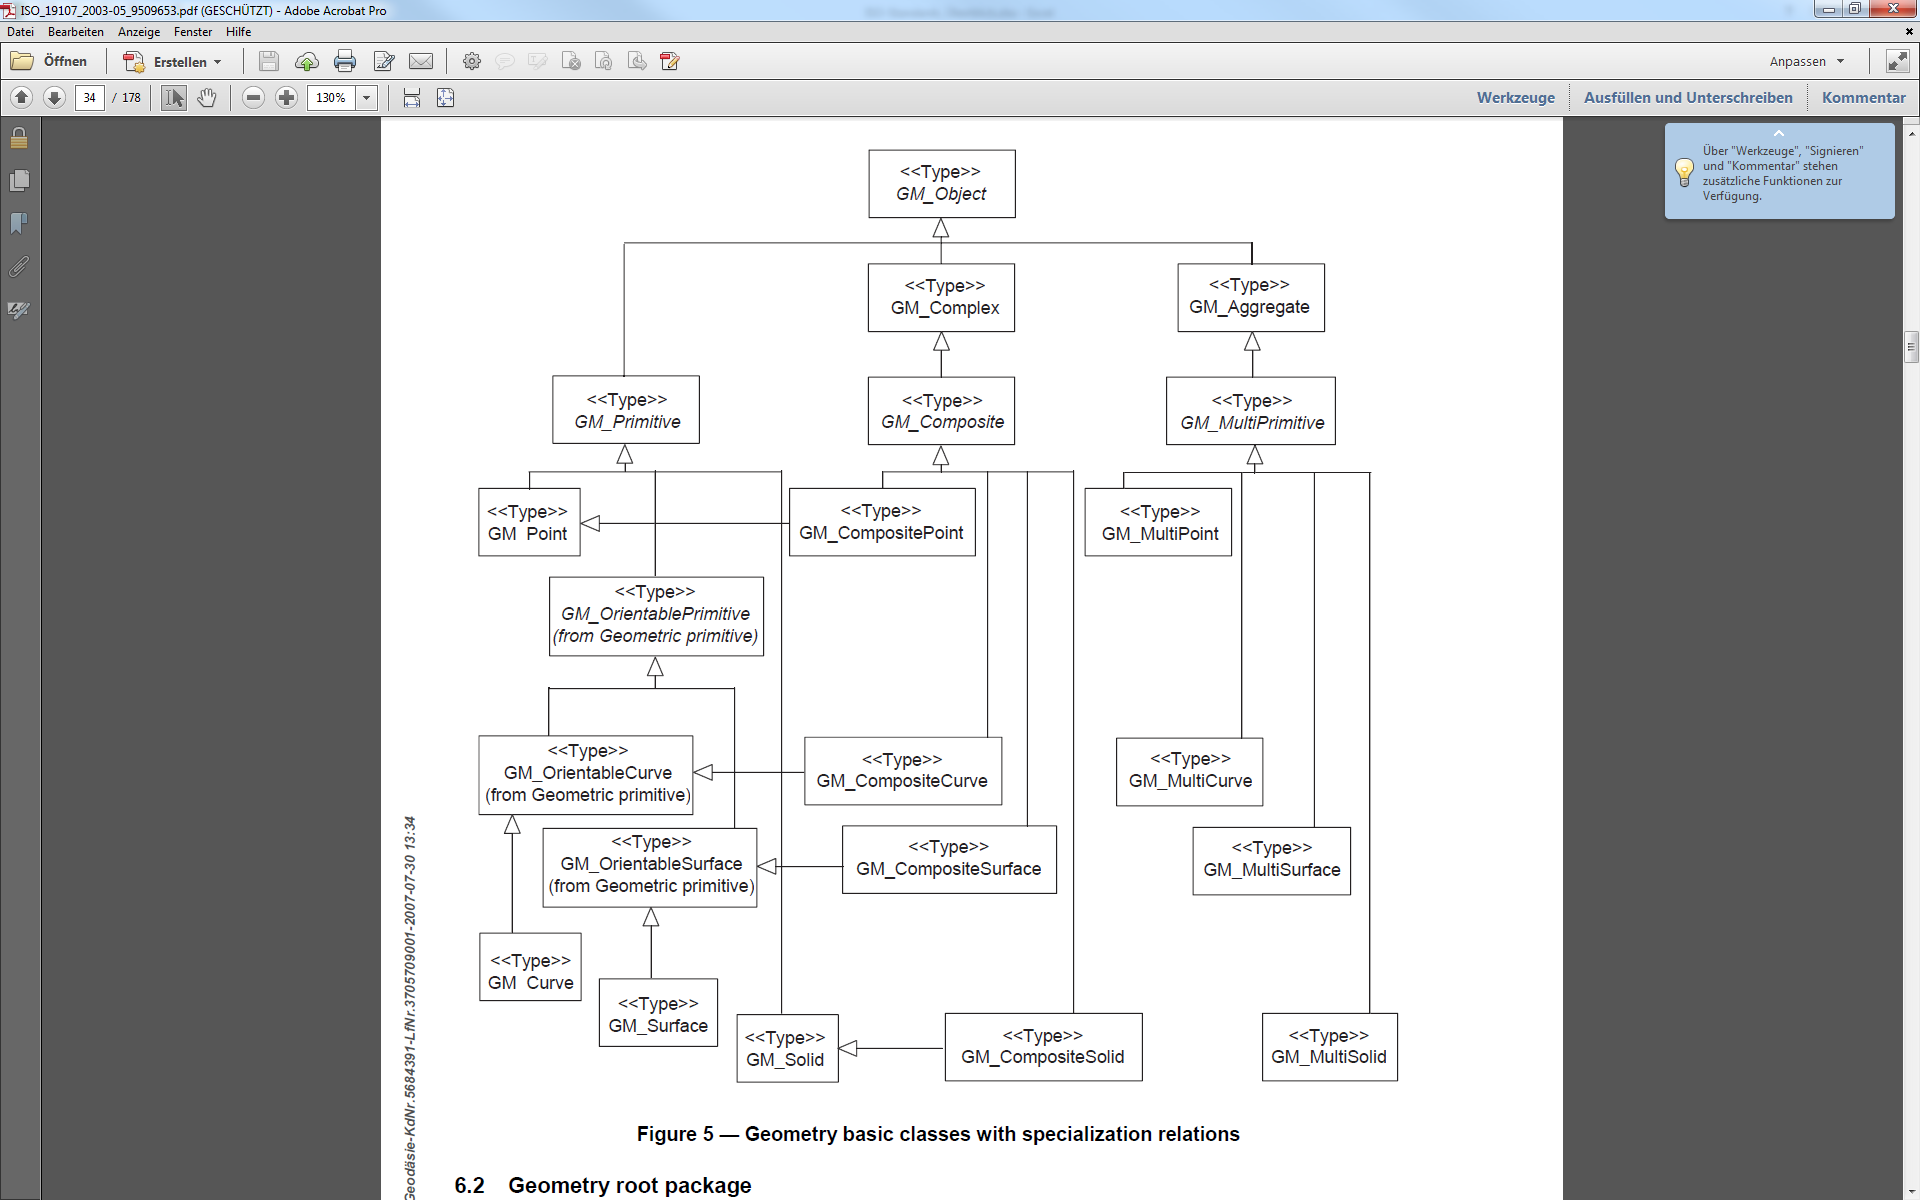 ISO_19107_2003-05_9509653.pdf (GESCHÜTZT) - Adobe Acrobat Pro
Datei Bearbeiten Anzeige Fenster Hilfe
Öffnen Erstellen Anpassen
34 / 178 130% Werkzeuge Ausfüllen und Unterschreiben Kommentar
Über "Werkzeuge", "Signieren"
und "Kommentar" stehen
zusätzliche Funktionen zur
Verfügung.
<<Type>>
GM_Object
<<Type>>
GM_Complex
<<Type>>
GM_Aggregate
<<Type>>
GM_Primitive
<<Type>>
GM_Composite
<<Type>>
GM_MultiPrimitive
<<Type>>
GM Point
<<Type>>
GM_CompositePoint
<<Type>>
GM_MultiPoint
<<Type>>
GM_OrientablePrimitive
(from Geometric primitive)
<<Type>>
GM_OrientableCurve
(from Geometric primitive)
<<Type>>
GM_CompositeCurve
<<Type>>
GM_MultiCurve
<<Type>>
GM_OrientableSurface
(from Geometric primitive)
<<Type>>
GM_CompositeSurface
<<Type>>
GM_MultiSurface
<<Type>>
GM Curve
<<Type>>
GM_Surface
<<Type>>
GM_Solid
<<Type>>
GM_CompositeSolid
<<Type>>
GM_MultiSolid
Geodäsie-KdNr.5684391-LfNr.3705709001-2007-07-30 13:34
Figure 5 — Geometry basic classes with specialization relations
6.2 Geometry root package